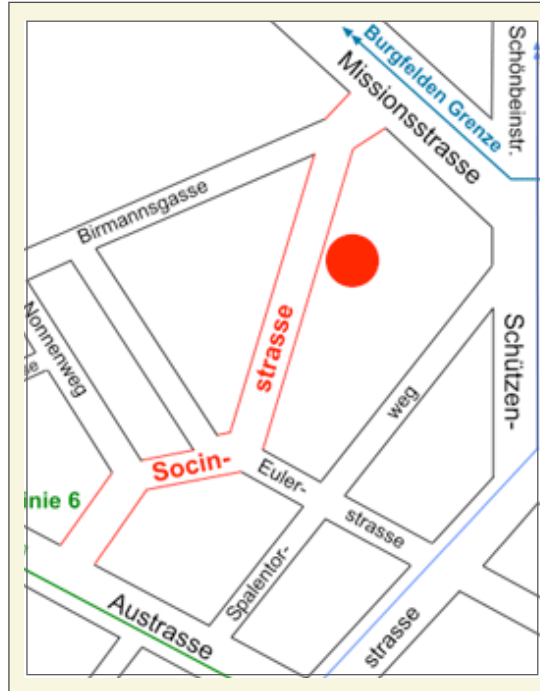 Burgfelden Grenze
Schönbeinstr.
Missionsstrasse
Birmannsgasse
Nonnenweg
strasse
Schützen-
weg
Socin-
Euler-
inie 6
strasse
Spalentor-
Austrasse
strasse